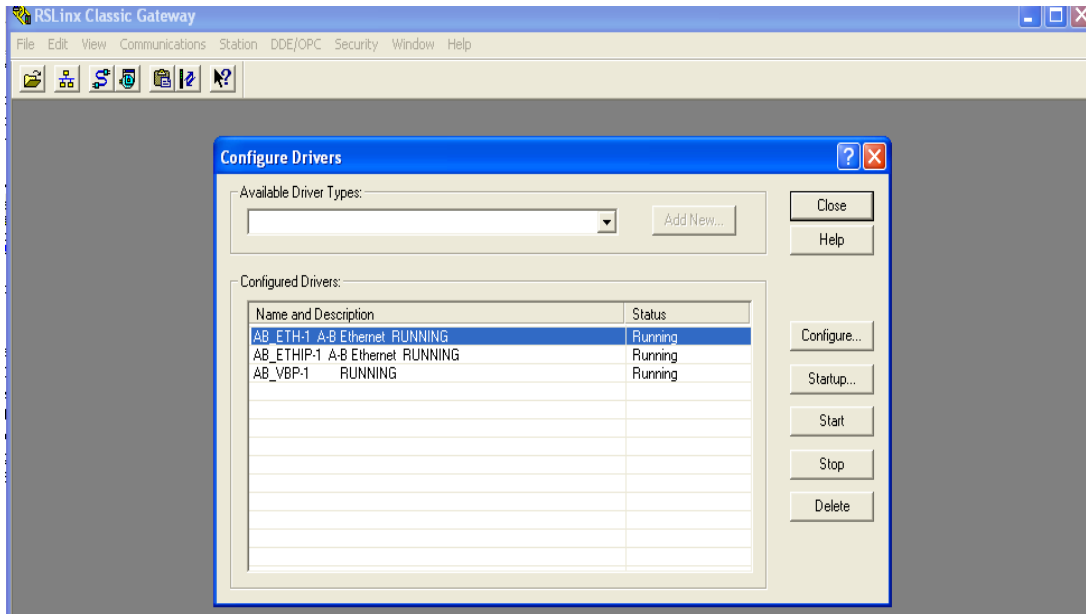 RSLinx Classic Gateway
File Edit View Communications Station DDE/OPC Security Window Help
Configure Drivers
Available Driver Types:
Add New...
Close
Help
Configured Drivers:
Name and Description Status
AB_ETH-1 A-B Ethernet RUNNING Running
AB_ETHIP-1 A-B Ethernet RUNNING Running
AB_VBP-1 RUNNING Running
Configure...
Startup...
Start
Stop
Delete